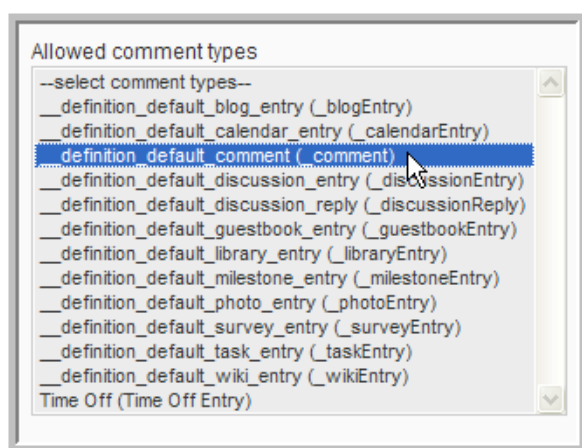 Allowed comment types
--select comment types--
__definition_default_blog_entry (_blogEntry)
__definition_default_calendar_entry (_calendarEntry)
__definition_default_comment (_comment)
__definition_default_discussion_entry (_discussionEntry)
__definition_default_discussion_reply (_discussionReply)
__definition_default_guestbook_entry (_guestbookEntry)
__definition_default_library_entry (_libraryEntry)
__definition_default_milestone_entry (_milestoneEntry)
__definition_default_photo_entry (_photoEntry)
__definition_default_survey_entry (_surveyEntry)
__definition_default_task_entry (_taskEntry)
__definition_default_wiki_entry (_wikiEntry)
Time Off (Time Off Entry)